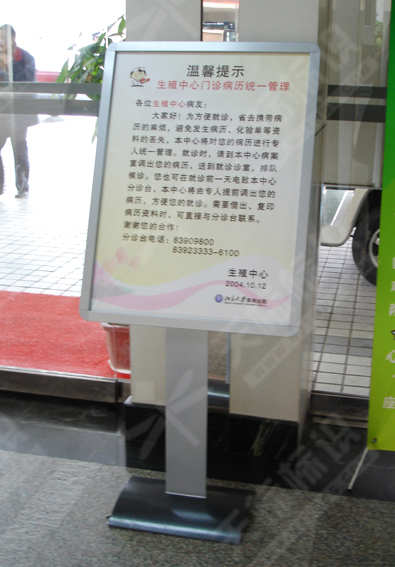 温馨提示
生殖中心门诊病历统一管理
各位生殖中心病友：
大家好！为方便就诊，省去携带病
历的麻烦，避免发生病历、化验单等资
料的丢失，本中心将对您的病历进行专
人统一管理。就诊时，请到本中心病案
室调出您的病历，送到就诊诊室，排队
候诊。您也可在就诊前一天电致本中心
分诊台，本中心将由专人提前调出您的
病历，方便您的就诊。需要借出、复印
病历资料时，可直接与分诊台联系。
谢谢您的合作！
分诊台电话：83909800
83923333-6100
生殖中心
2004.10.12
北京大学深圳医院